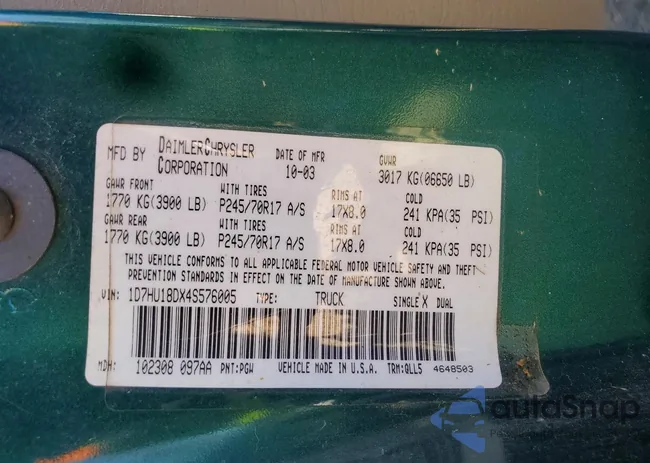 MFD BY DAIMLERCHRYSLER CORPORATION DATE OF MFR 10-03 GVWR 3017 KG(06650 LB)
GAWR FRONT WITH TIRES RIMS AT COLD
1770 KG(3900 LB) P245/70R17 A/S 17X8.0 241 KPA(35 PSI)
GAWR REAR WITH TIRES RIMS AT COLD
1770 KG(3900 LB) P245/70R17 A/S 17X8.0 241 KPA(35 PSI)
THIS VEHICLE CONFORMS TO ALL APPLICABLE FEDERAL MOTOR VEHICLE SAFETY AND THEFT
PREVENTION STANDARDS IN EFFECT ON THE DATE OF MANUFACTURE SHOWN ABOVE.
VIN: 1D7HU18DX4S576005 TYPE: TRUCK SINGLE X DUAL
MDH: 102308 097AA PNT:PGW VEHICLE MADE IN U.S.A. TRM:QLL5 4648503
autoSnap